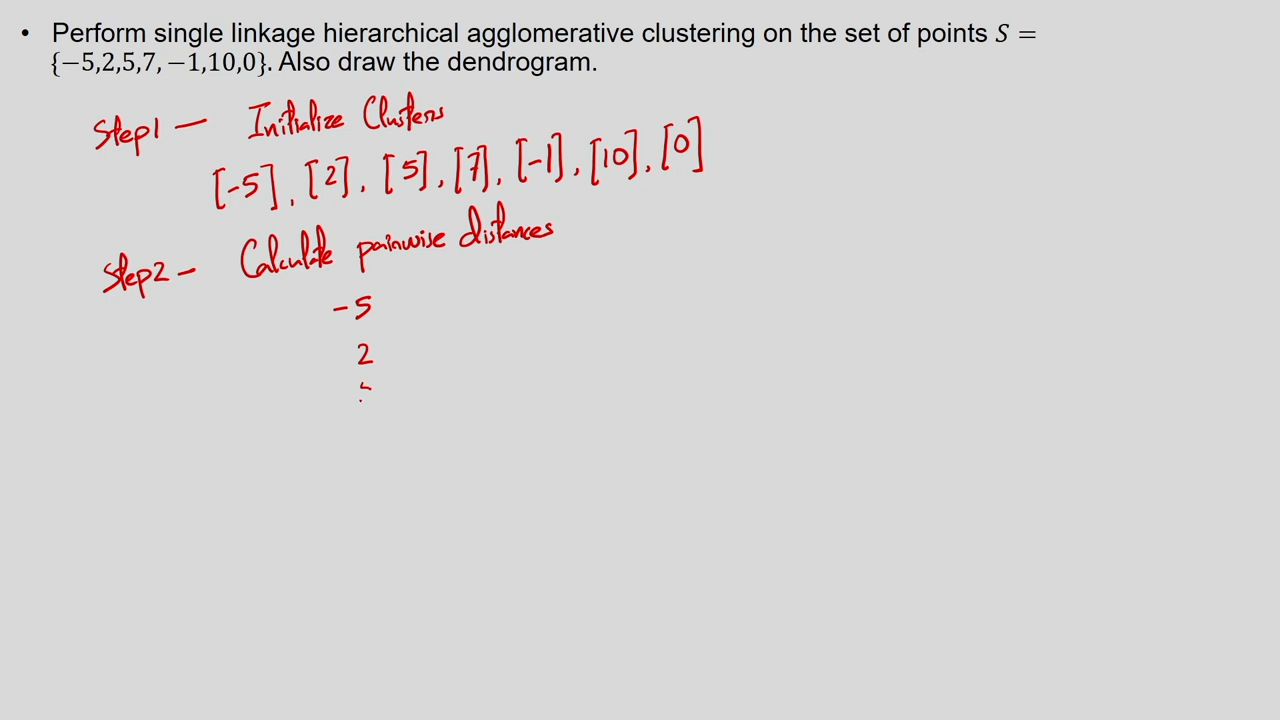 • Perform single linkage hierarchical agglomerative clustering on the set of points S =
{−5,2,5,7, −1,10,0}. Also draw the dendrogram.
Step1 — Initialize Clusters
[-5], [2], [5], [7], [-1], [10], [0]
Step2 - Calculate pairwise distances
-5
2